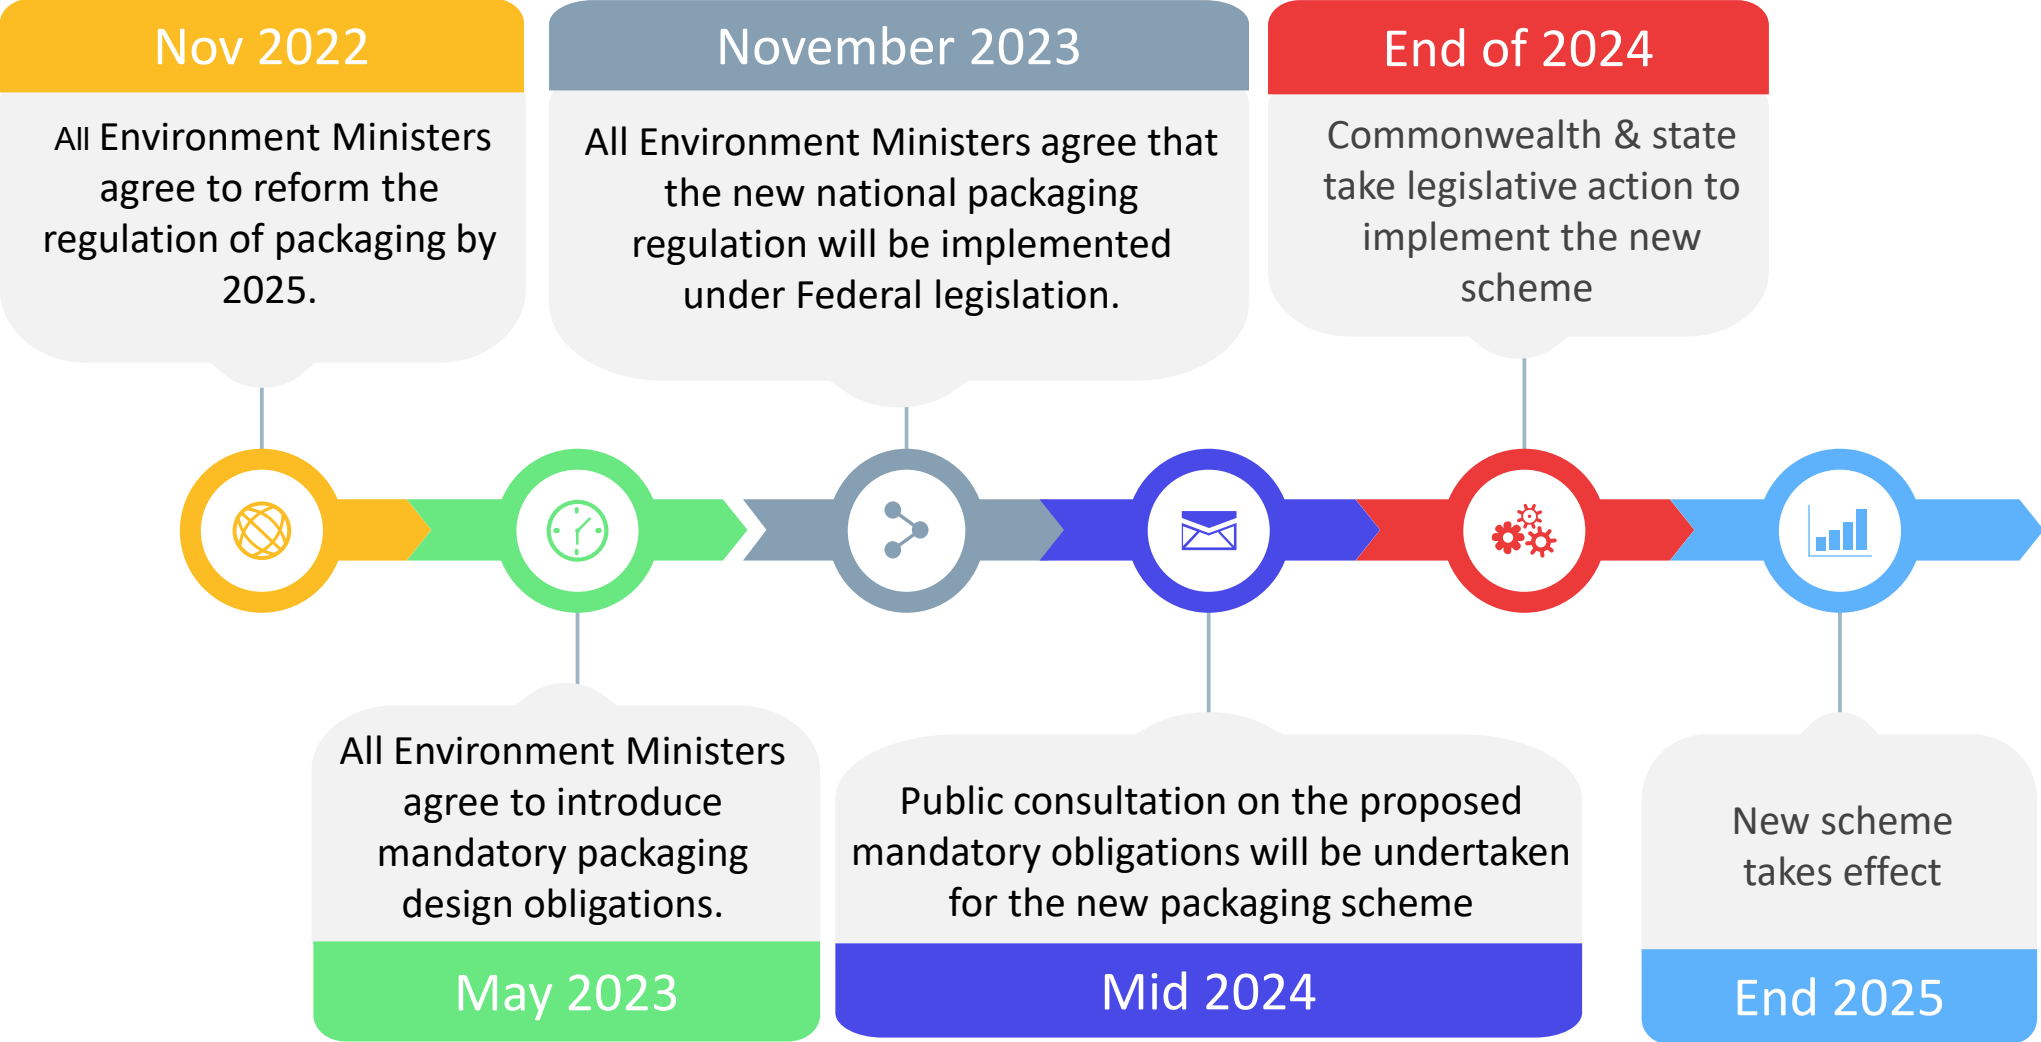 Nov 2022
All Environment Ministers
agree to reform the
regulation of packaging by
2025.
November 2023
All Environment Ministers agree that
the new national packaging
regulation will be implemented
under Federal legislation.
End of 2024
Commonwealth & state
take legislative action to
implement the new
scheme
All Environment Ministers
agree to introduce
mandatory packaging
design obligations.
May 2023
Public consultation on the proposed
mandatory obligations will be undertaken
for the new packaging scheme
Mid 2024
New scheme
takes effect
End 2025